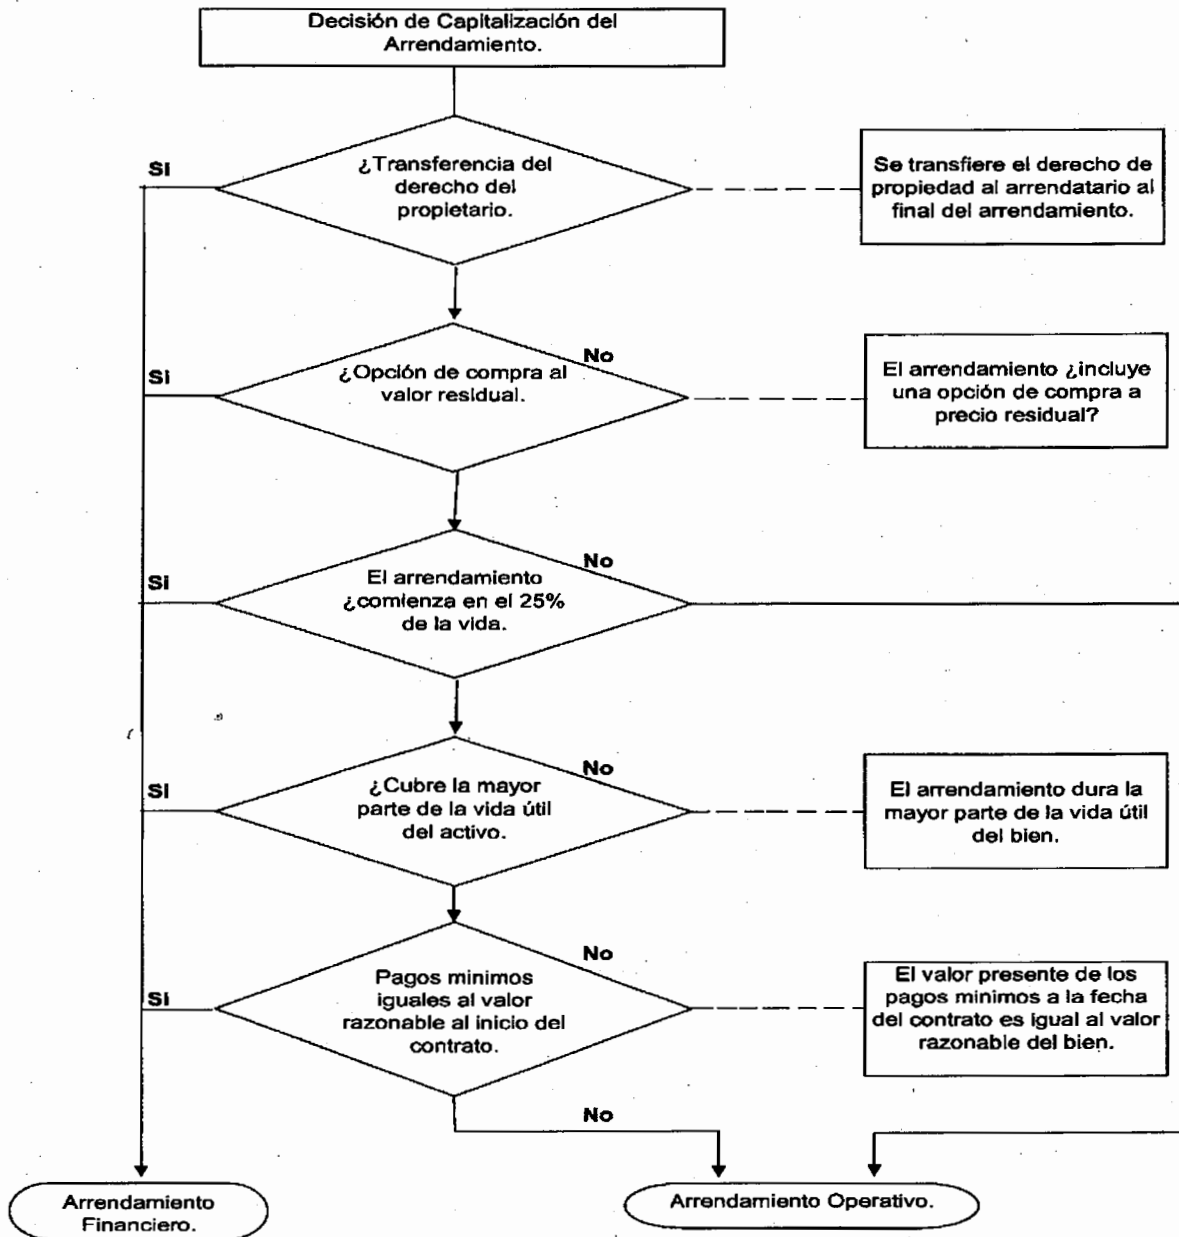 Decisión de Capitalización del
Arrendamiento.
Si
¿Transferencia del
derecho del
propietario.
Se transfiere el derecho de
propiedad al arrendatario al
final del arrendamiento.
Si
¿Opción de compra al
valor residual.
No
El arrendamiento ¿incluye
una opción de compra a
precio residual?
Si
El arrendamiento
¿comienza en el 25%
de la vida.
No
Si
¿Cubre la mayor
parte de la vida útil
del activo.
No
El arrendamiento dura la
mayor parte de la vida útil
del bien.
Si
Pagos minimos
iguales al valor
razonable al inicio del
contrato.
No
El valor presente de los
pagos minimos a la fecha
del contrato es igual al valor
razonable del bien.
No
Arrendamiento
Financiero.
Arrendamiento Operativo.